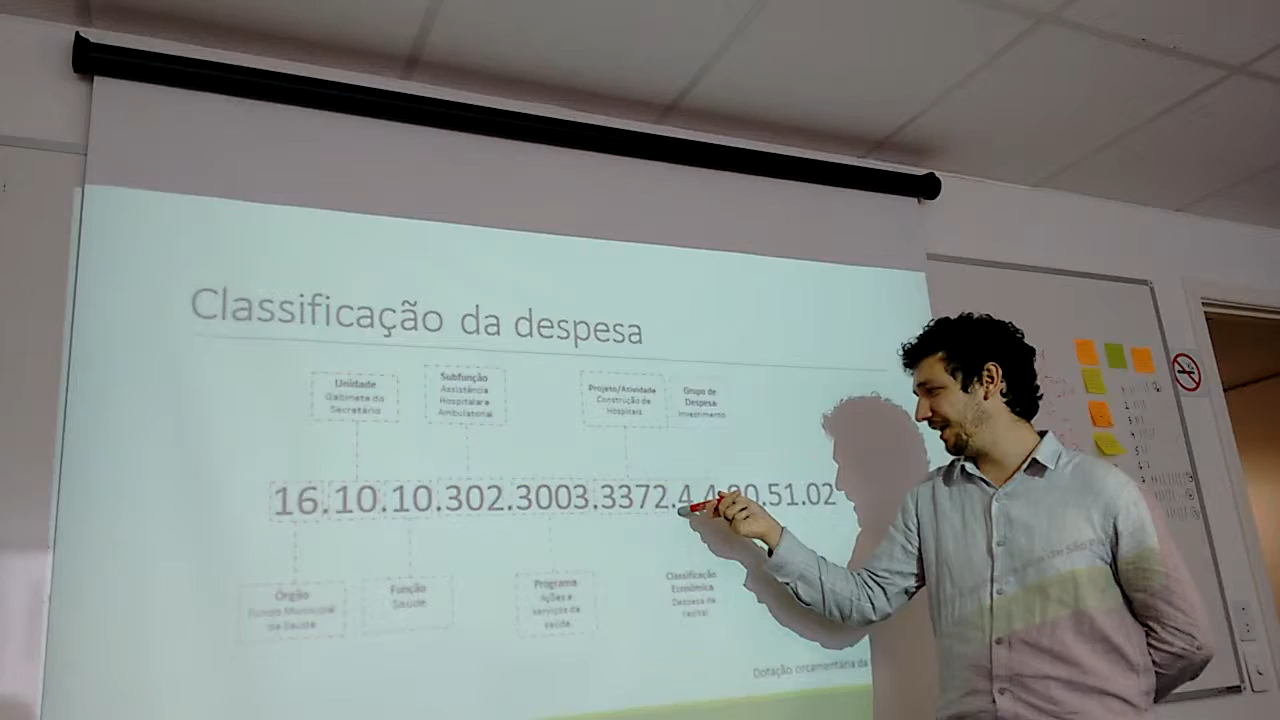 Classificação da despesa
Unidade
Gabinete do
Secretário
Subfunção
Assistência
Hospitalar e
Ambulatorial
Projeto/Atividade
Construção de
Hospitais
Grupo de
Despesa
Investimento
16.10.10.302.3003.3372.4.4.90.51.02
Órgão
Fundo Municipal
de Saúde
Função
Saúde
Programa
Ações e
serviços da
saúde
Classificação
Econômica
Despesa de
capital
Dotação orçamentária da
de São